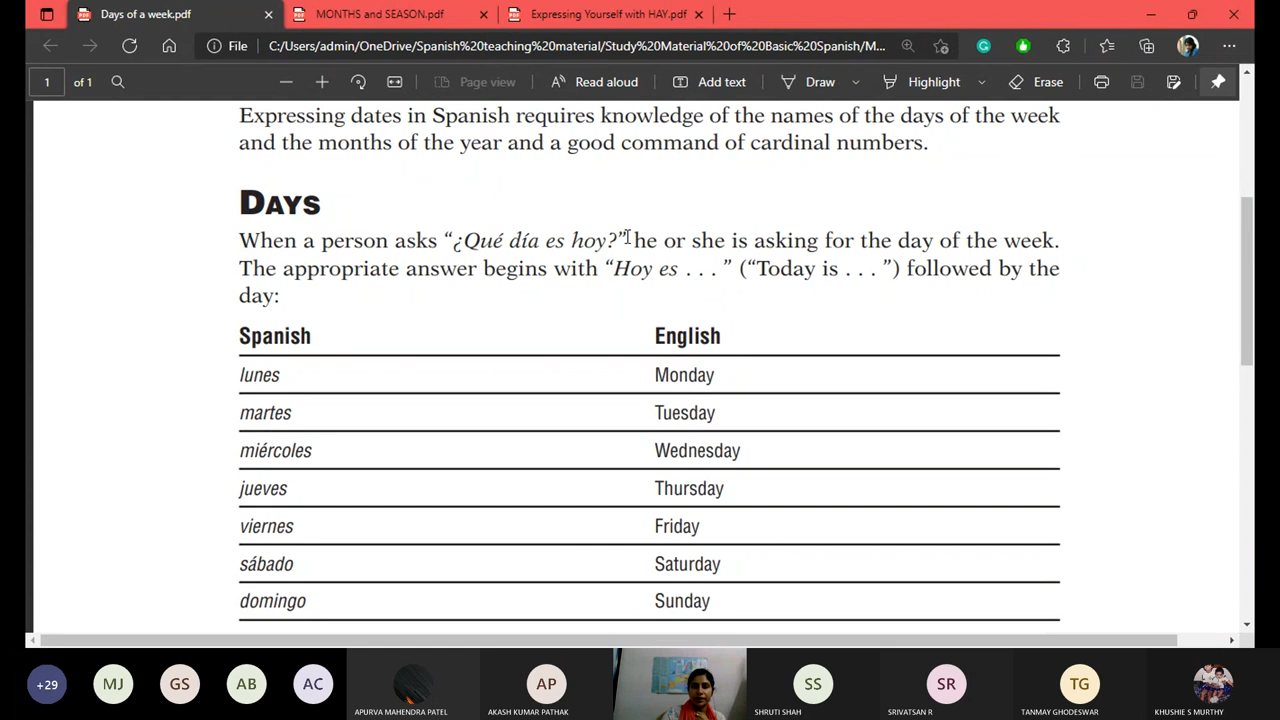 Days of a week.pdf
MONTHS and SEASON.pdf
Expressing Yourself with HAY.pdf
File
C:/Users/admin/OneDrive/Spanish%20teaching%20material/Study%20Material%20of%20Basic%20Spanish/M...
1 of 1
Page view
Read aloud
Add text
Draw
Highlight
Erase
Expressing dates in Spanish requires knowledge of the names of the days of the week
and the months of the year and a good command of cardinal numbers.
DAYS
When a person asks “¿Qué día es hoy?” he or she is asking for the day of the week.
The appropriate answer begins with “Hoy es . . . ” (“Today is . . . ”) followed by the
day:
Spanish English
lunes Monday
martes Tuesday
miércoles Wednesday
jueves Thursday
viernes Friday
sábado Saturday
domingo Sunday
+29
MJ
GS
AB
AC
APURVA MAHENDRA PATEL
AP
AKASH KUMAR PATHAK
SS
SHRUTI SHAH
SR
SRIVATSAN R
TG
TANMAY GHODESWAR
KHUSHIE S MURTHY